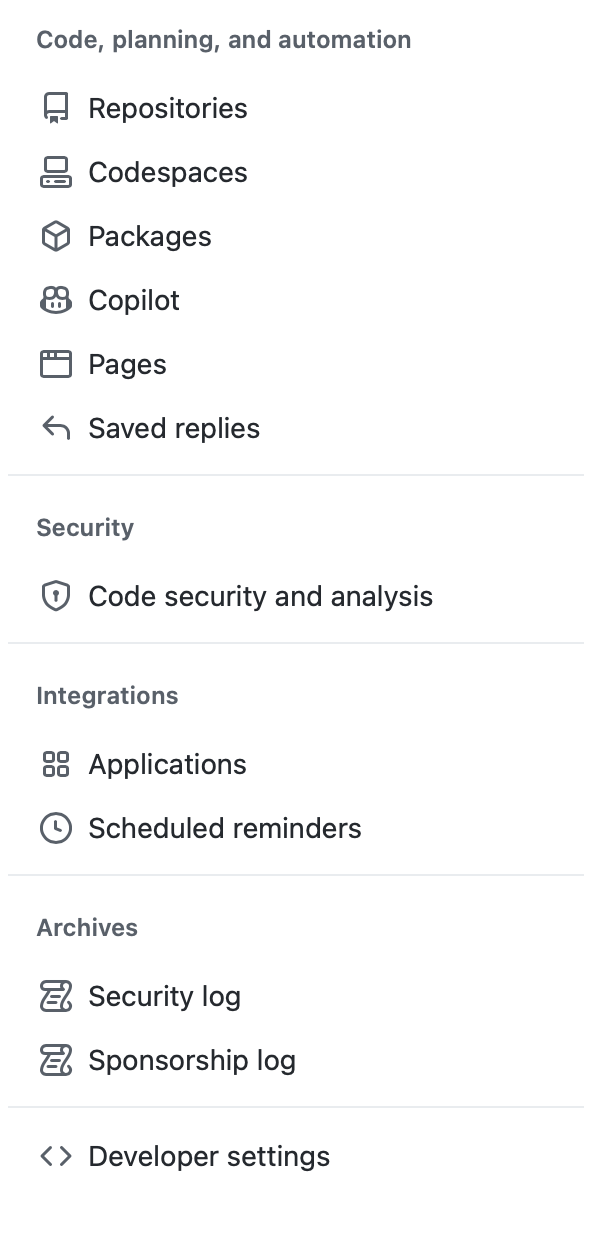 Code, planning, and automation
Repositories
Codespaces
Packages
Copilot
Pages
Saved replies
Security
Code security and analysis
Integrations
Applications
Scheduled reminders
Archives
Security log
Sponsorship log
Developer settings